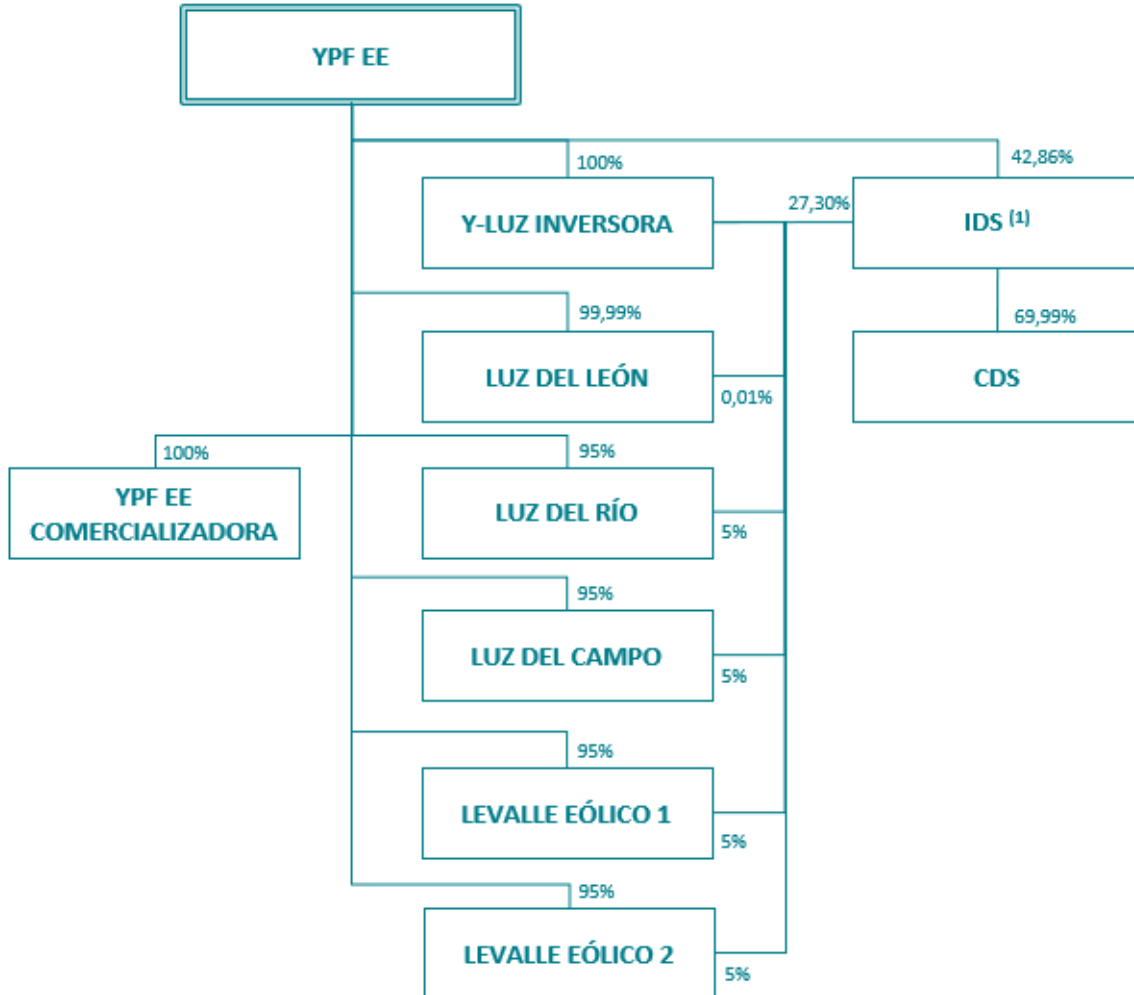 YPF EE
100%
42,86%
Y-LUZ INVERSORA
27,30%
IDS (1)
99,99%
69,99%
LUZ DEL LEÓN
0,01%
CDS
100%
95%
YPF EE
COMERCIALIZADORA
LUZ DEL RÍO
5%
95%
LUZ DEL CAMPO
5%
95%
LEVALLE EÓLICO 1
5%
95%
LEVALLE EÓLICO 2
5%